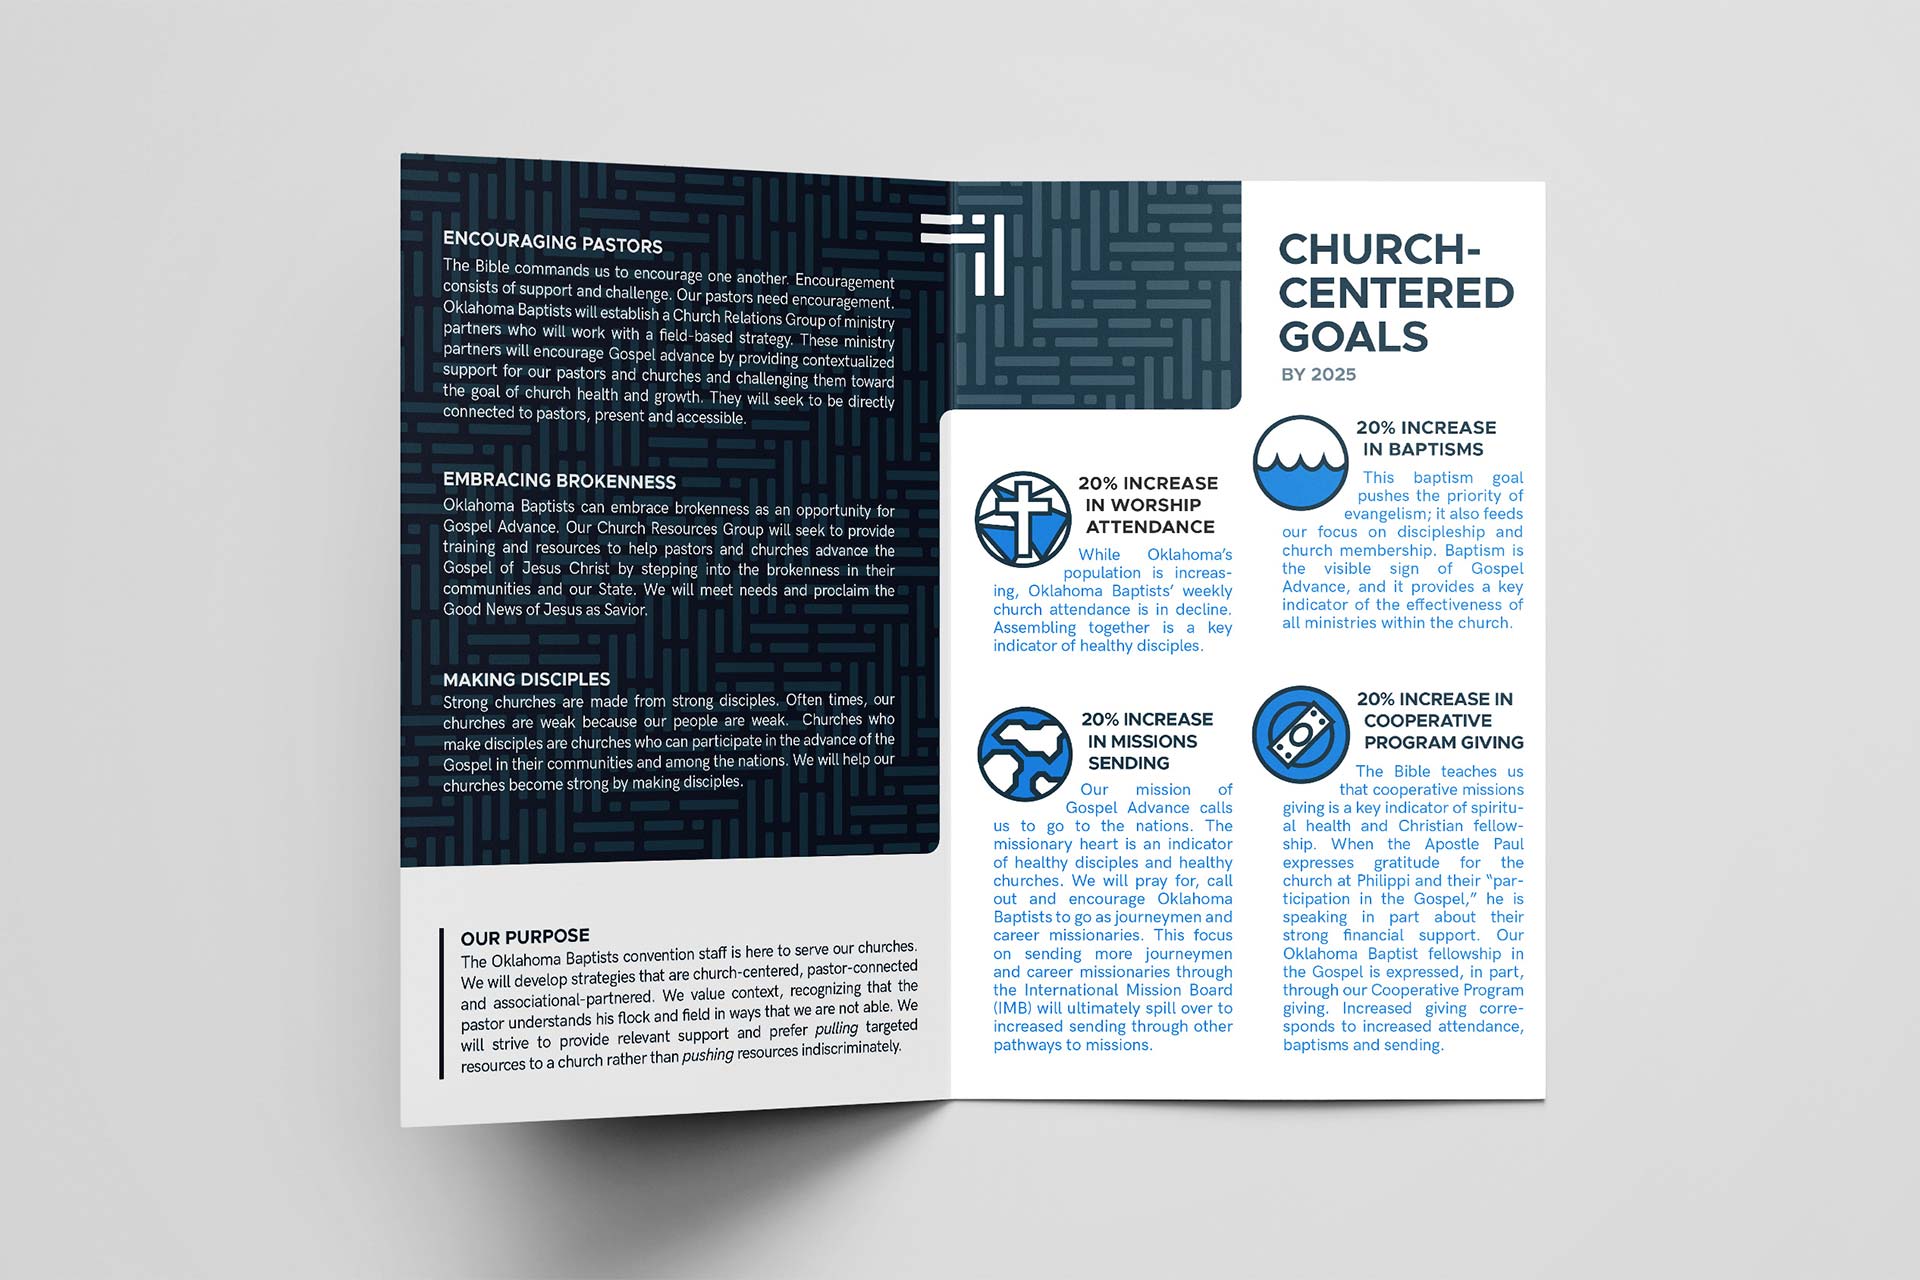 ENCOURAGING PASTORS
The Bible commands us to encourage one another. Encouragement
consists of support and challenge. Our pastors need encouragement.
Oklahoma Baptists will establish a Church Relations Group of ministry
partners who will work with a field-based strategy. These ministry
partners will encourage Gospel advance by providing contextualized
support for our pastors and churches and challenging them toward
the goal of church health and growth. They will seek to be directly
connected to pastors, present and accessible.
EMBRACING BROKENNESS
Oklahoma Baptists can embrace brokenness as an opportunity for
Gospel Advance. Our Church Resources Group will seek to provide
training and resources to help pastors and churches advance the
Gospel of Jesus Christ by stepping into the brokenness in their
communities and our State. We will meet needs and proclaim the
Good News of Jesus as Savior.
MAKING DISCIPLES
Strong churches are made from strong disciples. Often times, our
churches are weak because our people are weak. Churches who
make disciples are churches who can participate in the advance of the
Gospel in their communities and among the nations. We will help our
churches become strong by making disciples.
OUR PURPOSE
The Oklahoma Baptists convention staff is here to serve our churches.
We will develop strategies that are church-centered, pastor-connected
and associational-partnered. We value context, recognizing that the
pastor understands his flock and field in ways that we are not able. We
will strive to provide relevant support and prefer pulling targeted
resources to a church rather than pushing resources indiscriminately.
CHURCH-
CENTERED
GOALS
BY 2025
20% INCREASE
IN WORSHIP
ATTENDANCE
While Oklahoma's
population is increas-
ing, Oklahoma Baptists' weekly
church attendance is in decline.
Assembling together is a key
indicator of healthy disciples.
20% INCREASE
IN MISSIONS
SENDING
Our mission of
Gospel Advance calls
us to go to the nations. The
missionary heart is an indicator
of healthy disciples and healthy
churches. We will pray for, call
out and encourage Oklahoma
Baptists to go as journeymen and
career missionaries. This focus
on sending more journeymen
and career missionaries through
the International Mission Board
(IMB) will ultimately spill over to
increased sending through other
pathways to missions.
20% INCREASE
IN BAPTISMS
This baptism goal
pushes the priority of
evangelism; it also feeds
our focus on discipleship and
church membership. Baptism is
the visible sign of Gospel
Advance, and it provides a key
indicator of the effectiveness of
all ministries within the church.
20% INCREASE IN
COOPERATIVE
PROGRAM GIVING
The Bible teaches us
that cooperative missions
giving is a key indicator of spiritu-
al health and Christian fellow-
ship. When the Apostle Paul
expresses gratitude for the
church at Philippi and their "par-
ticipation in the Gospel," he is
speaking in part about their
strong financial support. Our
Oklahoma Baptist fellowship in
the Gospel is expressed, in part,
through our Cooperative Program
giving. Increased giving corre-
sponds to increased attendance,
baptisms and sending.